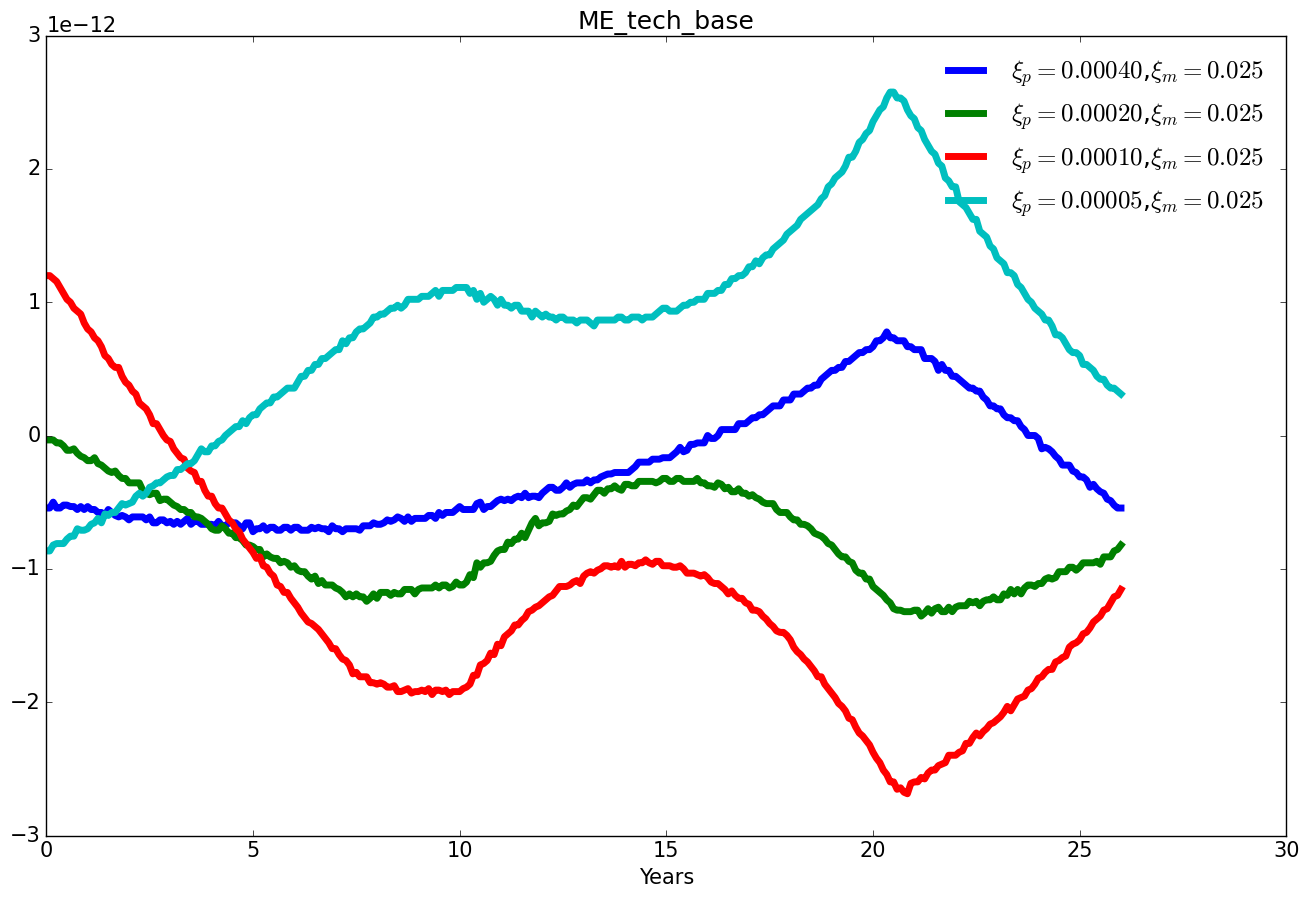 ME_tech_base
1e−12
3
2
1
0
−1
−2
−3
0 5 10 15 20 25 30
Years
ξp = 0.00040,ξm = 0.025
ξp = 0.00020,ξm = 0.025
ξp = 0.00010,ξm = 0.025
ξp = 0.00005,ξm = 0.025